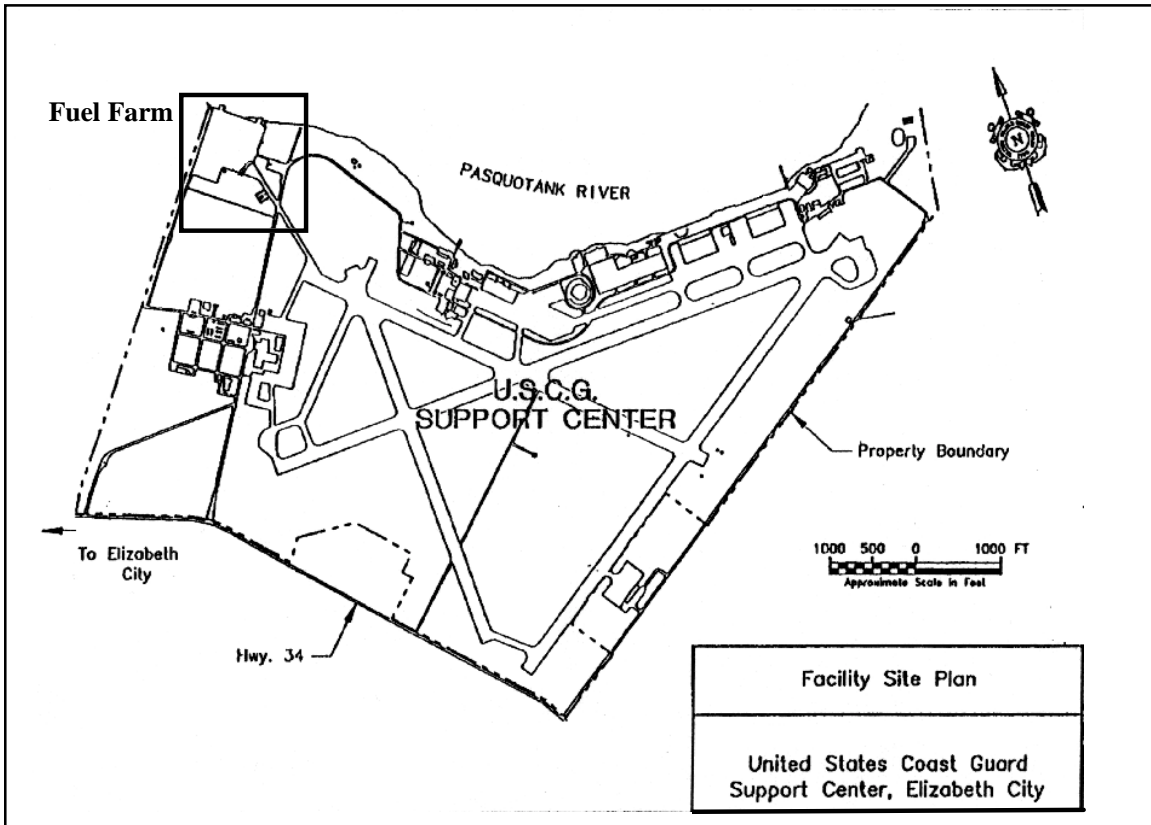 Fuel Farm
PASQUOTANK RIVER
N
U.S.C.G.
SUPPORT CENTER
Property Boundary
To Elizabeth
City
1000 500 0 1000 FT
Approximate Scale in Feet
Hwy. 34
Facility Site Plan
United States Coast Guard
Support Center, Elizabeth City